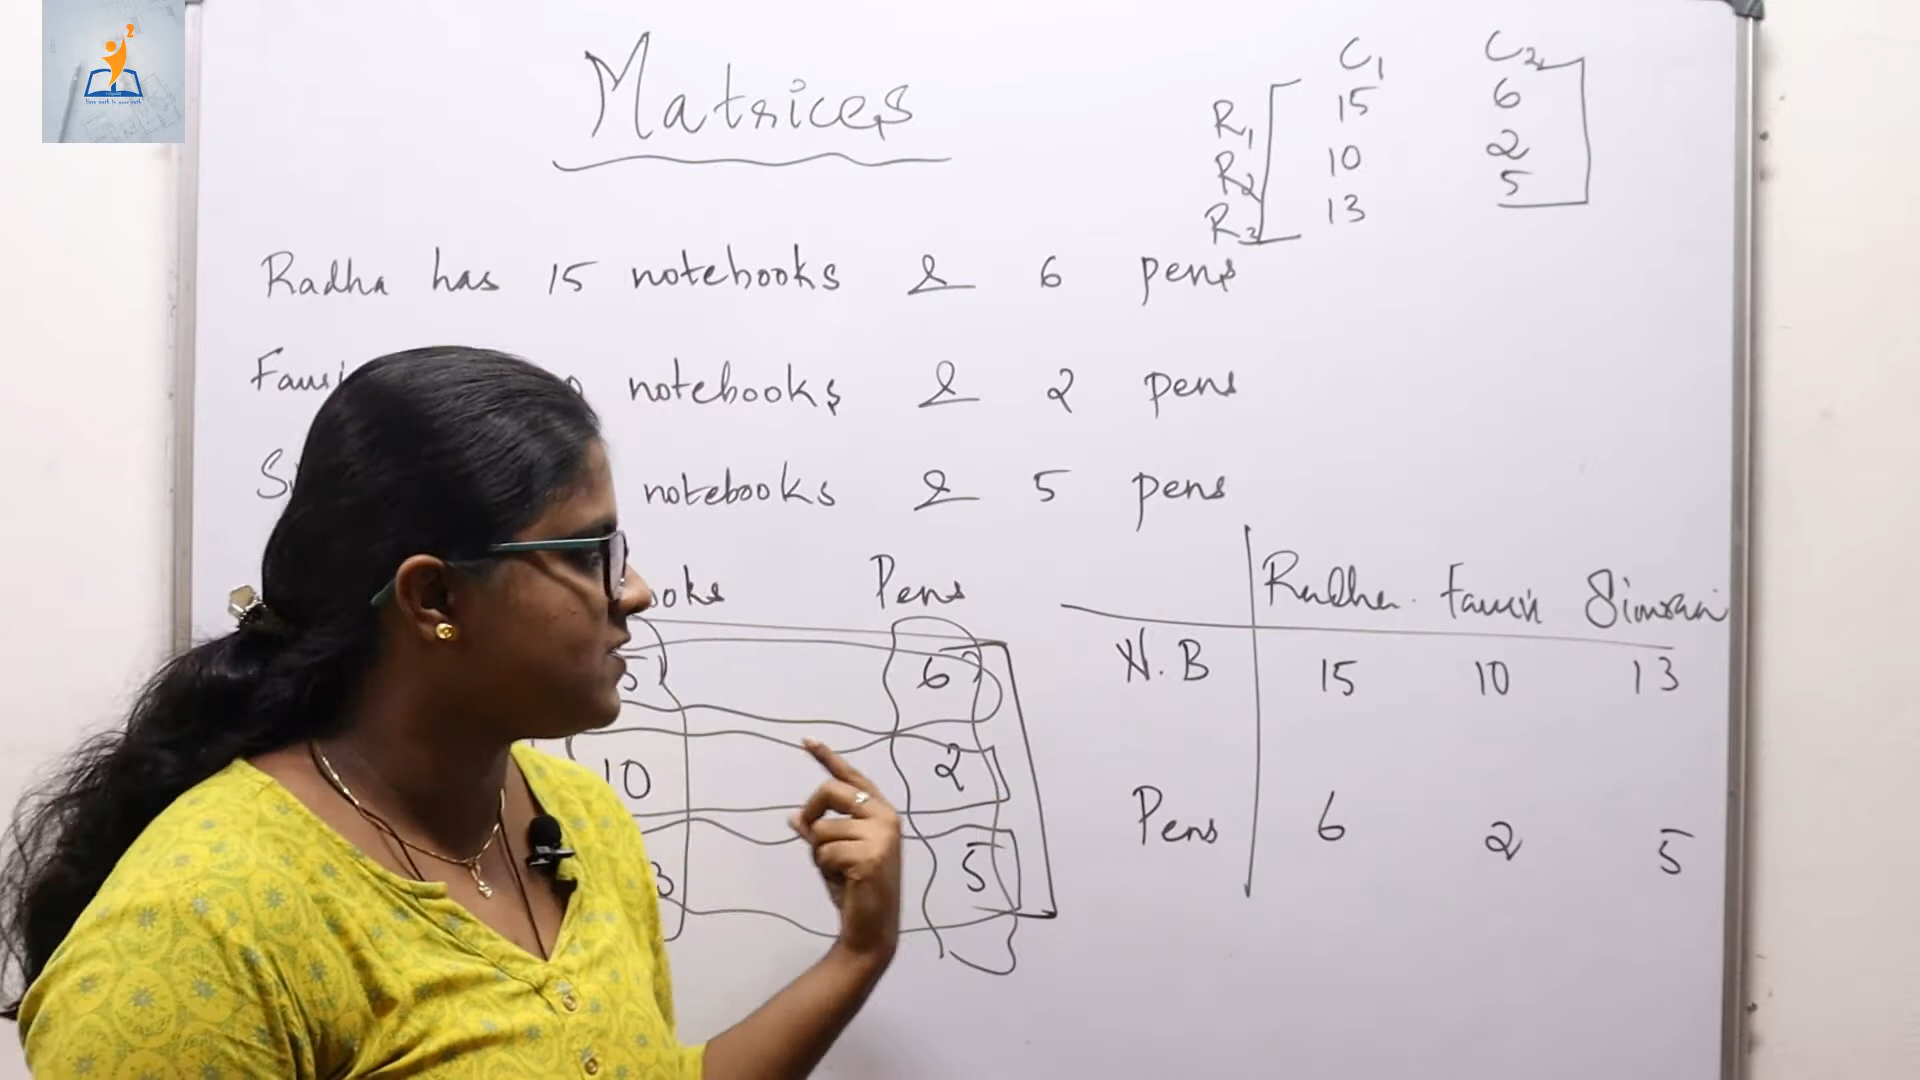 2
Matrices
C1 C2
R1 15 6
R2 10 2
R3 13 5
Radha has 15 notebooks & 6 pens
notebooks & 2 pens
notebooks & 5 pens
Pens
6
10 2
5
Radha Fausi Simran
N.B 15 10 13
Pens 6 2 5